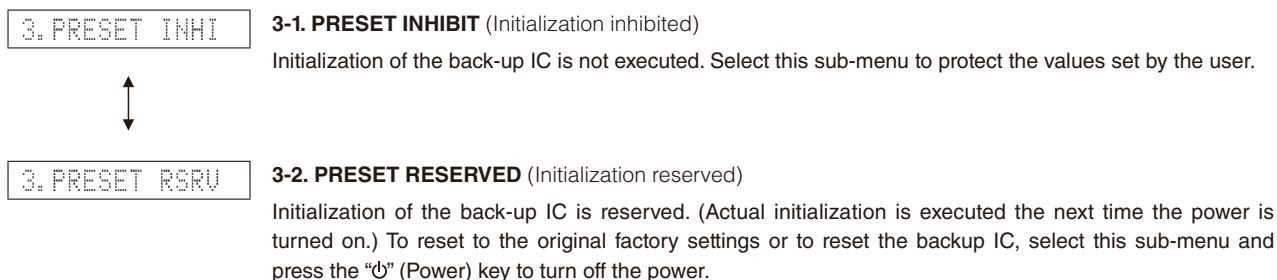 3.PRESET INHI
3-1. PRESET INHIBIT (Initialization inhibited)
Initialization of the back-up IC is not executed. Select this sub-menu to protect the values set by the user.
3.PRESET RSRV
3-2. PRESET RESERVED (Initialization reserved)
Initialization of the back-up IC is reserved. (Actual initialization is executed the next time the power is
turned on.) To reset to the original factory settings or to reset the backup IC, select this sub-menu and
press the “⏻” (Power) key to turn off the power.